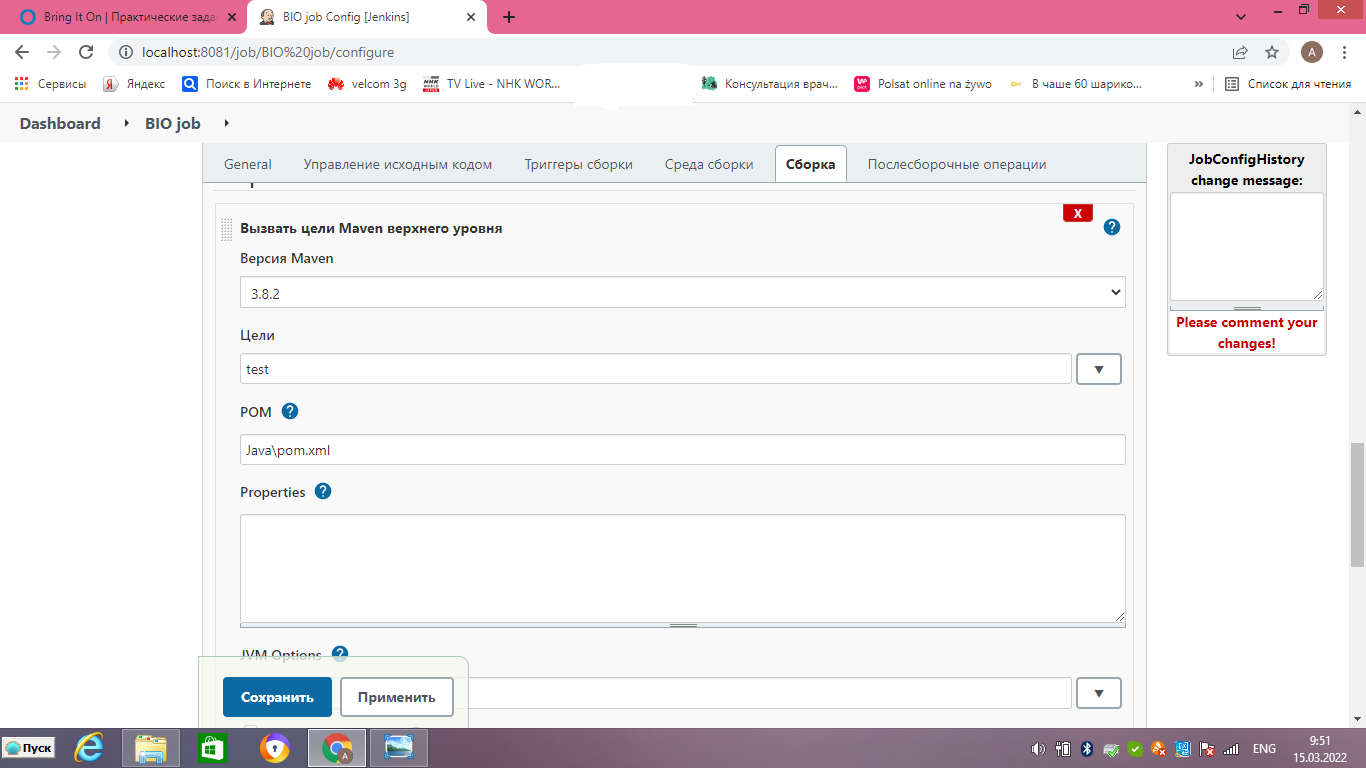 Bring It On | Практические зада
BIO job Config [Jenkins]
localhost:8081/job/BIO%20job/configure
A
Сервисы
Яндекс
Поиск в Интернете
velcom 3g
TV Live - NHK WOR...
Консультация врач...
Polsat online na żywo
В чаше 60 шарико...
»
Список для чтения
Dashboard
BIO job
General
Управление исходным кодом
Триггеры сборки
Среда сборки
Сборка
Послесборочные операции
JobConfigHistory
change message:
Please comment your
changes!
X
Вызвать цели Maven верхнего уровня
?
Версия Maven
3.8.2
Цели
test
POM ?
Java\pom.xml
Properties ?
JVM Options ?
Сохранить
Применить
Пуск
ENG
9:51
15.03.2022